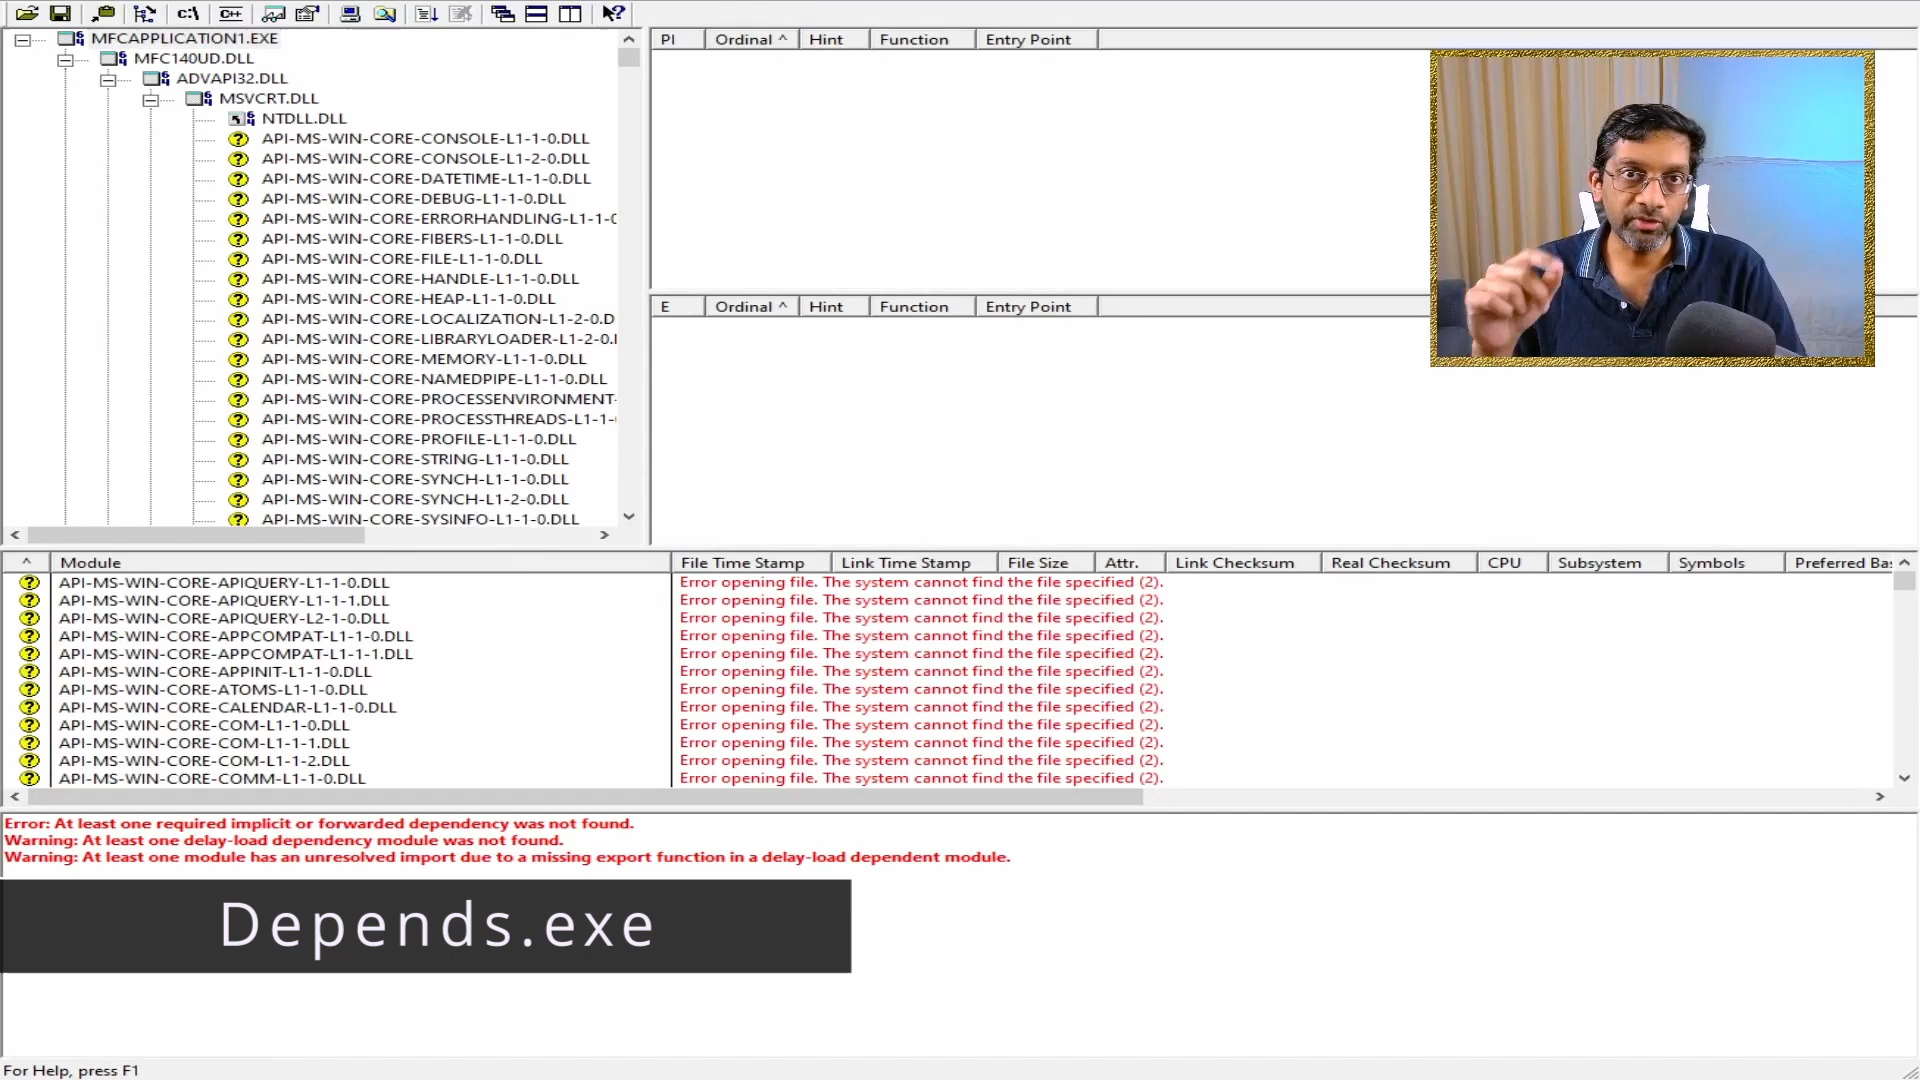 c:\ C++
MFCAPPLICATION1.EXE
MFC140UD.DLL
ADVAPI32.DLL
MSVCRT.DLL
NTDLL.DLL
API-MS-WIN-CORE-CONSOLE-L1-1-0.DLL
API-MS-WIN-CORE-CONSOLE-L1-2-0.DLL
API-MS-WIN-CORE-DATETIME-L1-1-0.DLL
API-MS-WIN-CORE-DEBUG-L1-1-0.DLL
API-MS-WIN-CORE-ERRORHANDLING-L1-1-0
API-MS-WIN-CORE-FIBERS-L1-1-0.DLL
API-MS-WIN-CORE-FILE-L1-1-0.DLL
API-MS-WIN-CORE-HANDLE-L1-1-0.DLL
API-MS-WIN-CORE-HEAP-L1-1-0.DLL
API-MS-WIN-CORE-LOCALIZATION-L1-2-0.D
API-MS-WIN-CORE-LIBRARYLOADER-L1-2-0.
API-MS-WIN-CORE-MEMORY-L1-1-0.DLL
API-MS-WIN-CORE-NAMEDPIPE-L1-1-0.DLL
API-MS-WIN-CORE-PROCESSENVIRONMENT-
API-MS-WIN-CORE-PROCESSTHREADS-L1-1-
API-MS-WIN-CORE-PROFILE-L1-1-0.DLL
API-MS-WIN-CORE-STRING-L1-1-0.DLL
API-MS-WIN-CORE-SYNCH-L1-1-0.DLL
API-MS-WIN-CORE-SYNCH-L1-2-0.DLL
API-MS-WIN-CORE-SYSINFO-L1-1-0.DLL
PI Ordinal ^ Hint Function Entry Point
E Ordinal ^ Hint Function Entry Point
^ Module File Time Stamp Link Time Stamp File Size Attr. Link Checksum Real Checksum CPU Subsystem Symbols Preferred Ba
API-MS-WIN-CORE-APIQUERY-L1-1-0.DLL Error opening file. The system cannot find the file specified (2).
API-MS-WIN-CORE-APIQUERY-L1-1-1.DLL Error opening file. The system cannot find the file specified (2).
API-MS-WIN-CORE-APIQUERY-L2-1-0.DLL Error opening file. The system cannot find the file specified (2).
API-MS-WIN-CORE-APPCOMPAT-L1-1-0.DLL Error opening file. The system cannot find the file specified (2).
API-MS-WIN-CORE-APPCOMPAT-L1-1-1.DLL Error opening file. The system cannot find the file specified (2).
API-MS-WIN-CORE-APPINIT-L1-1-0.DLL Error opening file. The system cannot find the file specified (2).
API-MS-WIN-CORE-ATOMS-L1-1-0.DLL Error opening file. The system cannot find the file specified (2).
API-MS-WIN-CORE-CALENDAR-L1-1-0.DLL Error opening file. The system cannot find the file specified (2).
API-MS-WIN-CORE-COM-L1-1-0.DLL Error opening file. The system cannot find the file specified (2).
API-MS-WIN-CORE-COM-L1-1-1.DLL Error opening file. The system cannot find the file specified (2).
API-MS-WIN-CORE-COM-L1-1-2.DLL Error opening file. The system cannot find the file specified (2).
API-MS-WIN-CORE-COMM-L1-1-0.DLL Error opening file. The system cannot find the file specified (2).
Error: At least one required implicit or forwarded dependency was not found.
Warning: At least one delay-load dependency module was not found.
Warning: At least one module has an unresolved import due to a missing export function in a delay-load dependent module.
Depends.exe
For Help, press F1